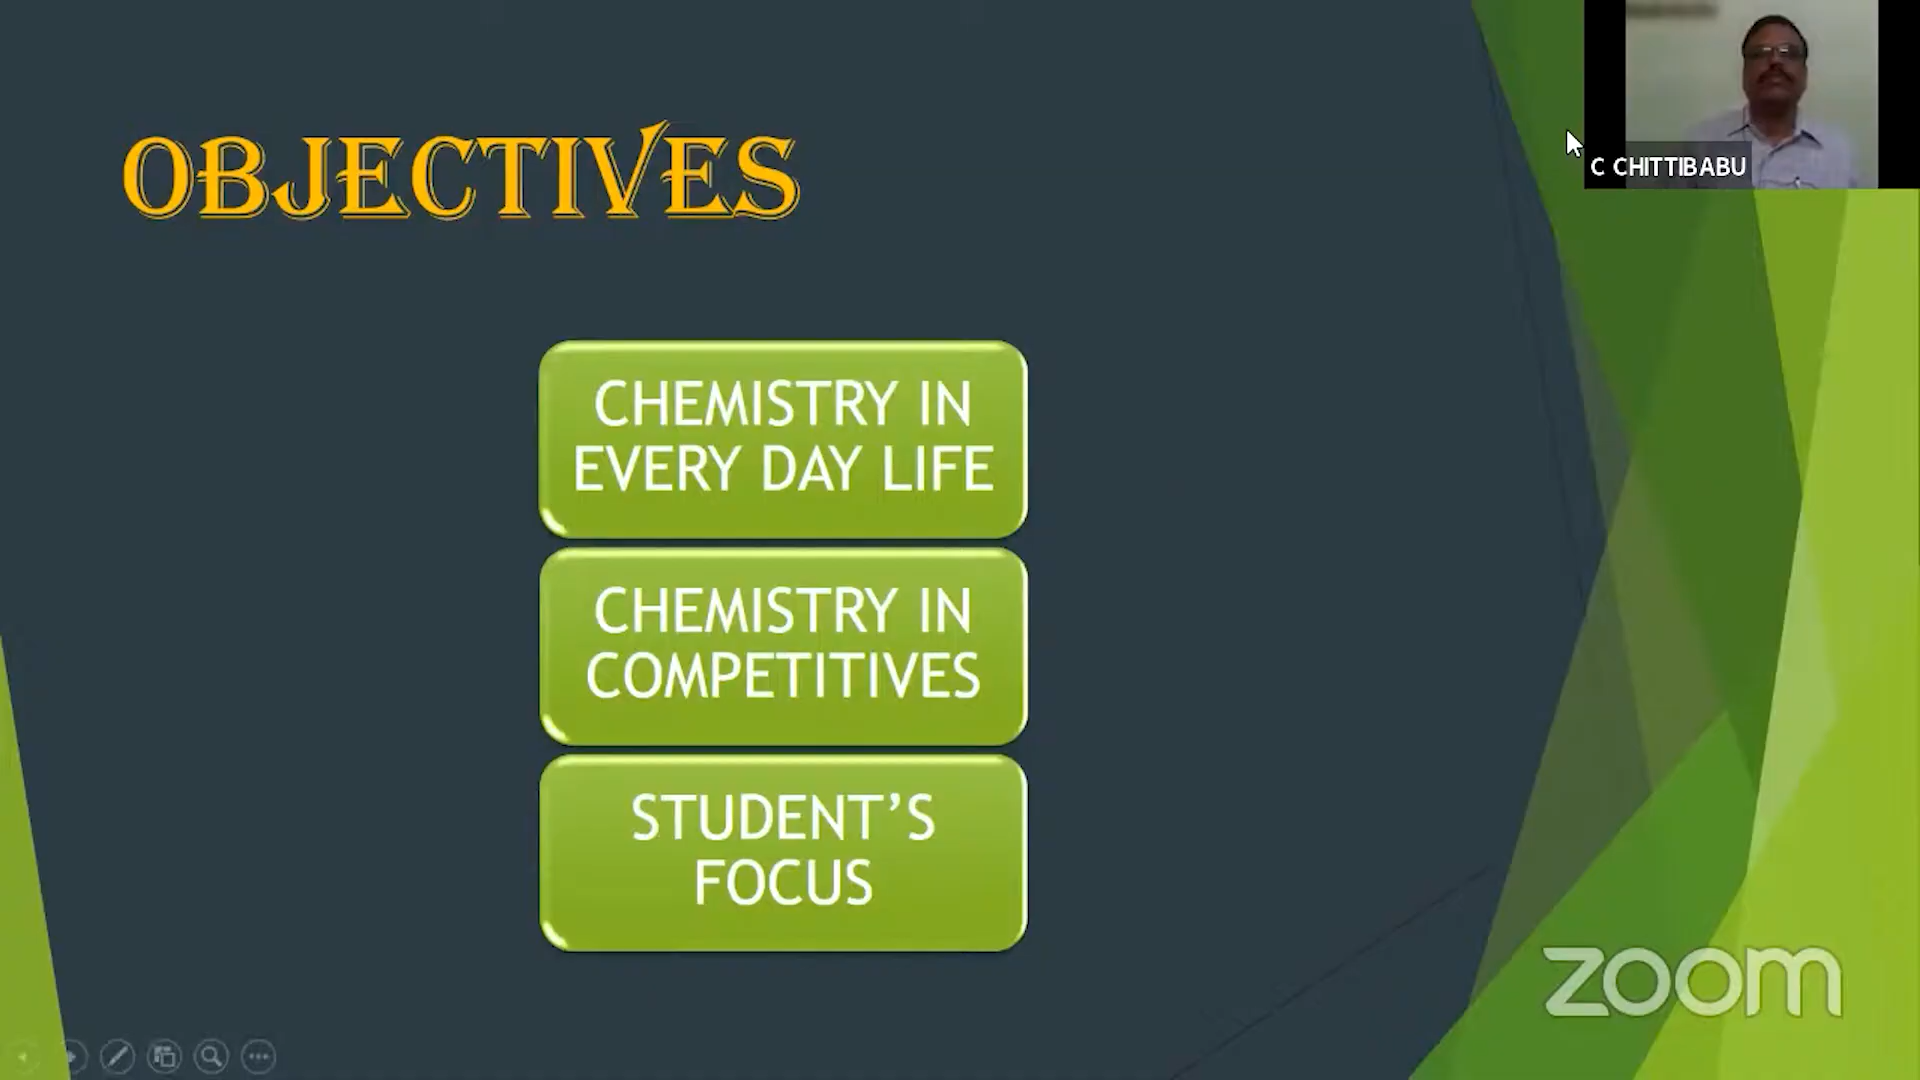 C CHITTIBABU
OBJECTIVES
CHEMISTRY IN
EVERY DAY LIFE
CHEMISTRY IN
COMPETITIVES
STUDENT’S
FOCUS
zoom